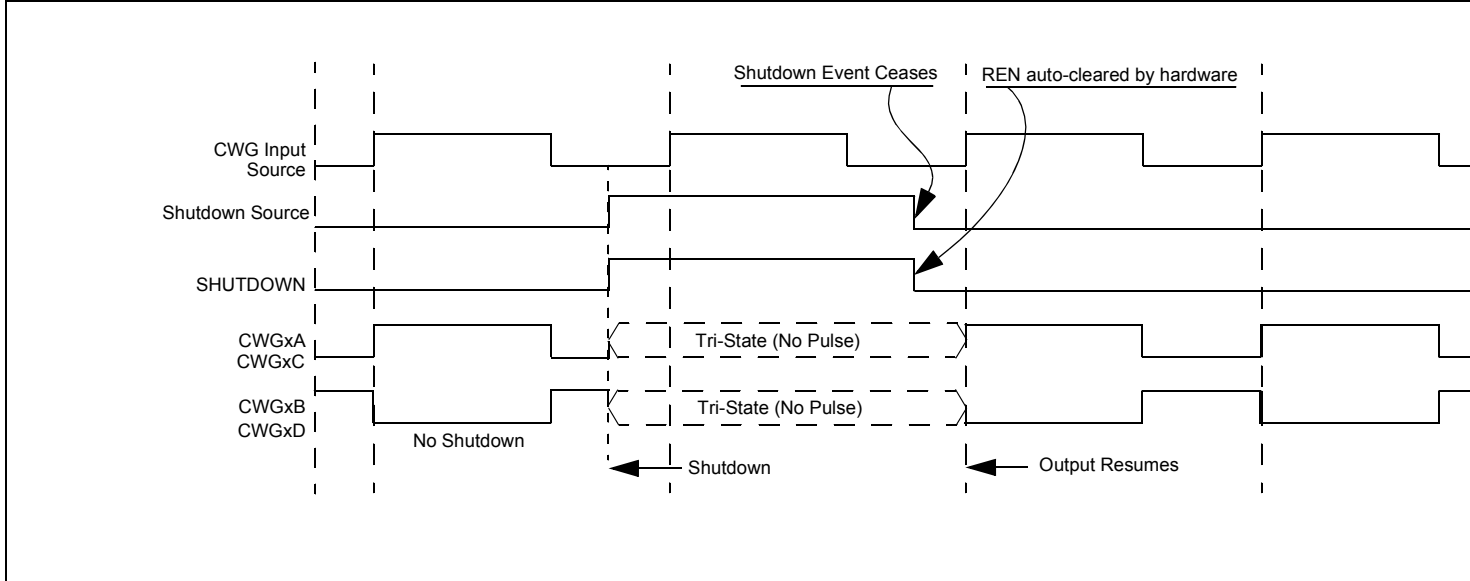 Shutdown Event Ceases
REN auto-cleared by hardware
CWG Input
Source
Shutdown Source
SHUTDOWN
CWGxA
CWGxC
Tri-State (No Pulse)
CWGxB
CWGxD
Tri-State (No Pulse)
No Shutdown
Shutdown
Output Resumes